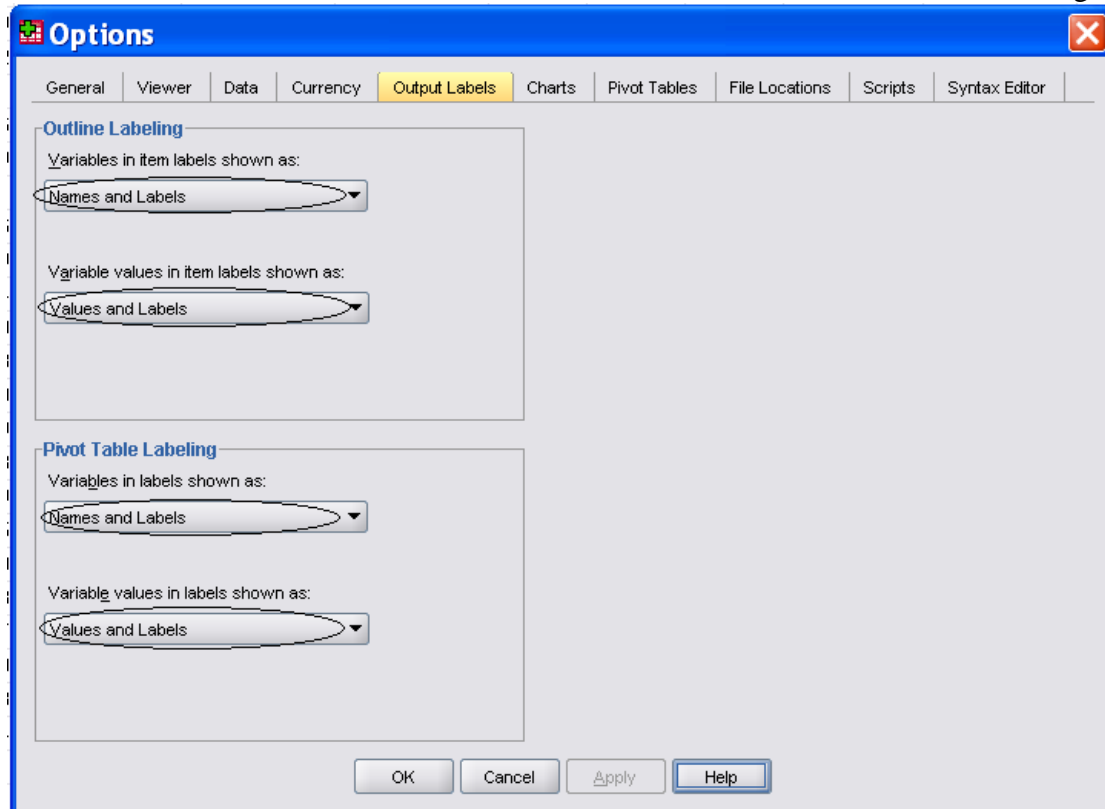 Options
General Viewer Data Currency Output Labels Charts Pivot Tables File Locations Scripts Syntax Editor
Outline Labeling
Variables in item labels shown as:
Names and Labels
Variable values in item labels shown as:
Values and Labels
Pivot Table Labeling
Variables in labels shown as:
Names and Labels
Variable values in labels shown as:
Values and Labels
OK Cancel Apply Help